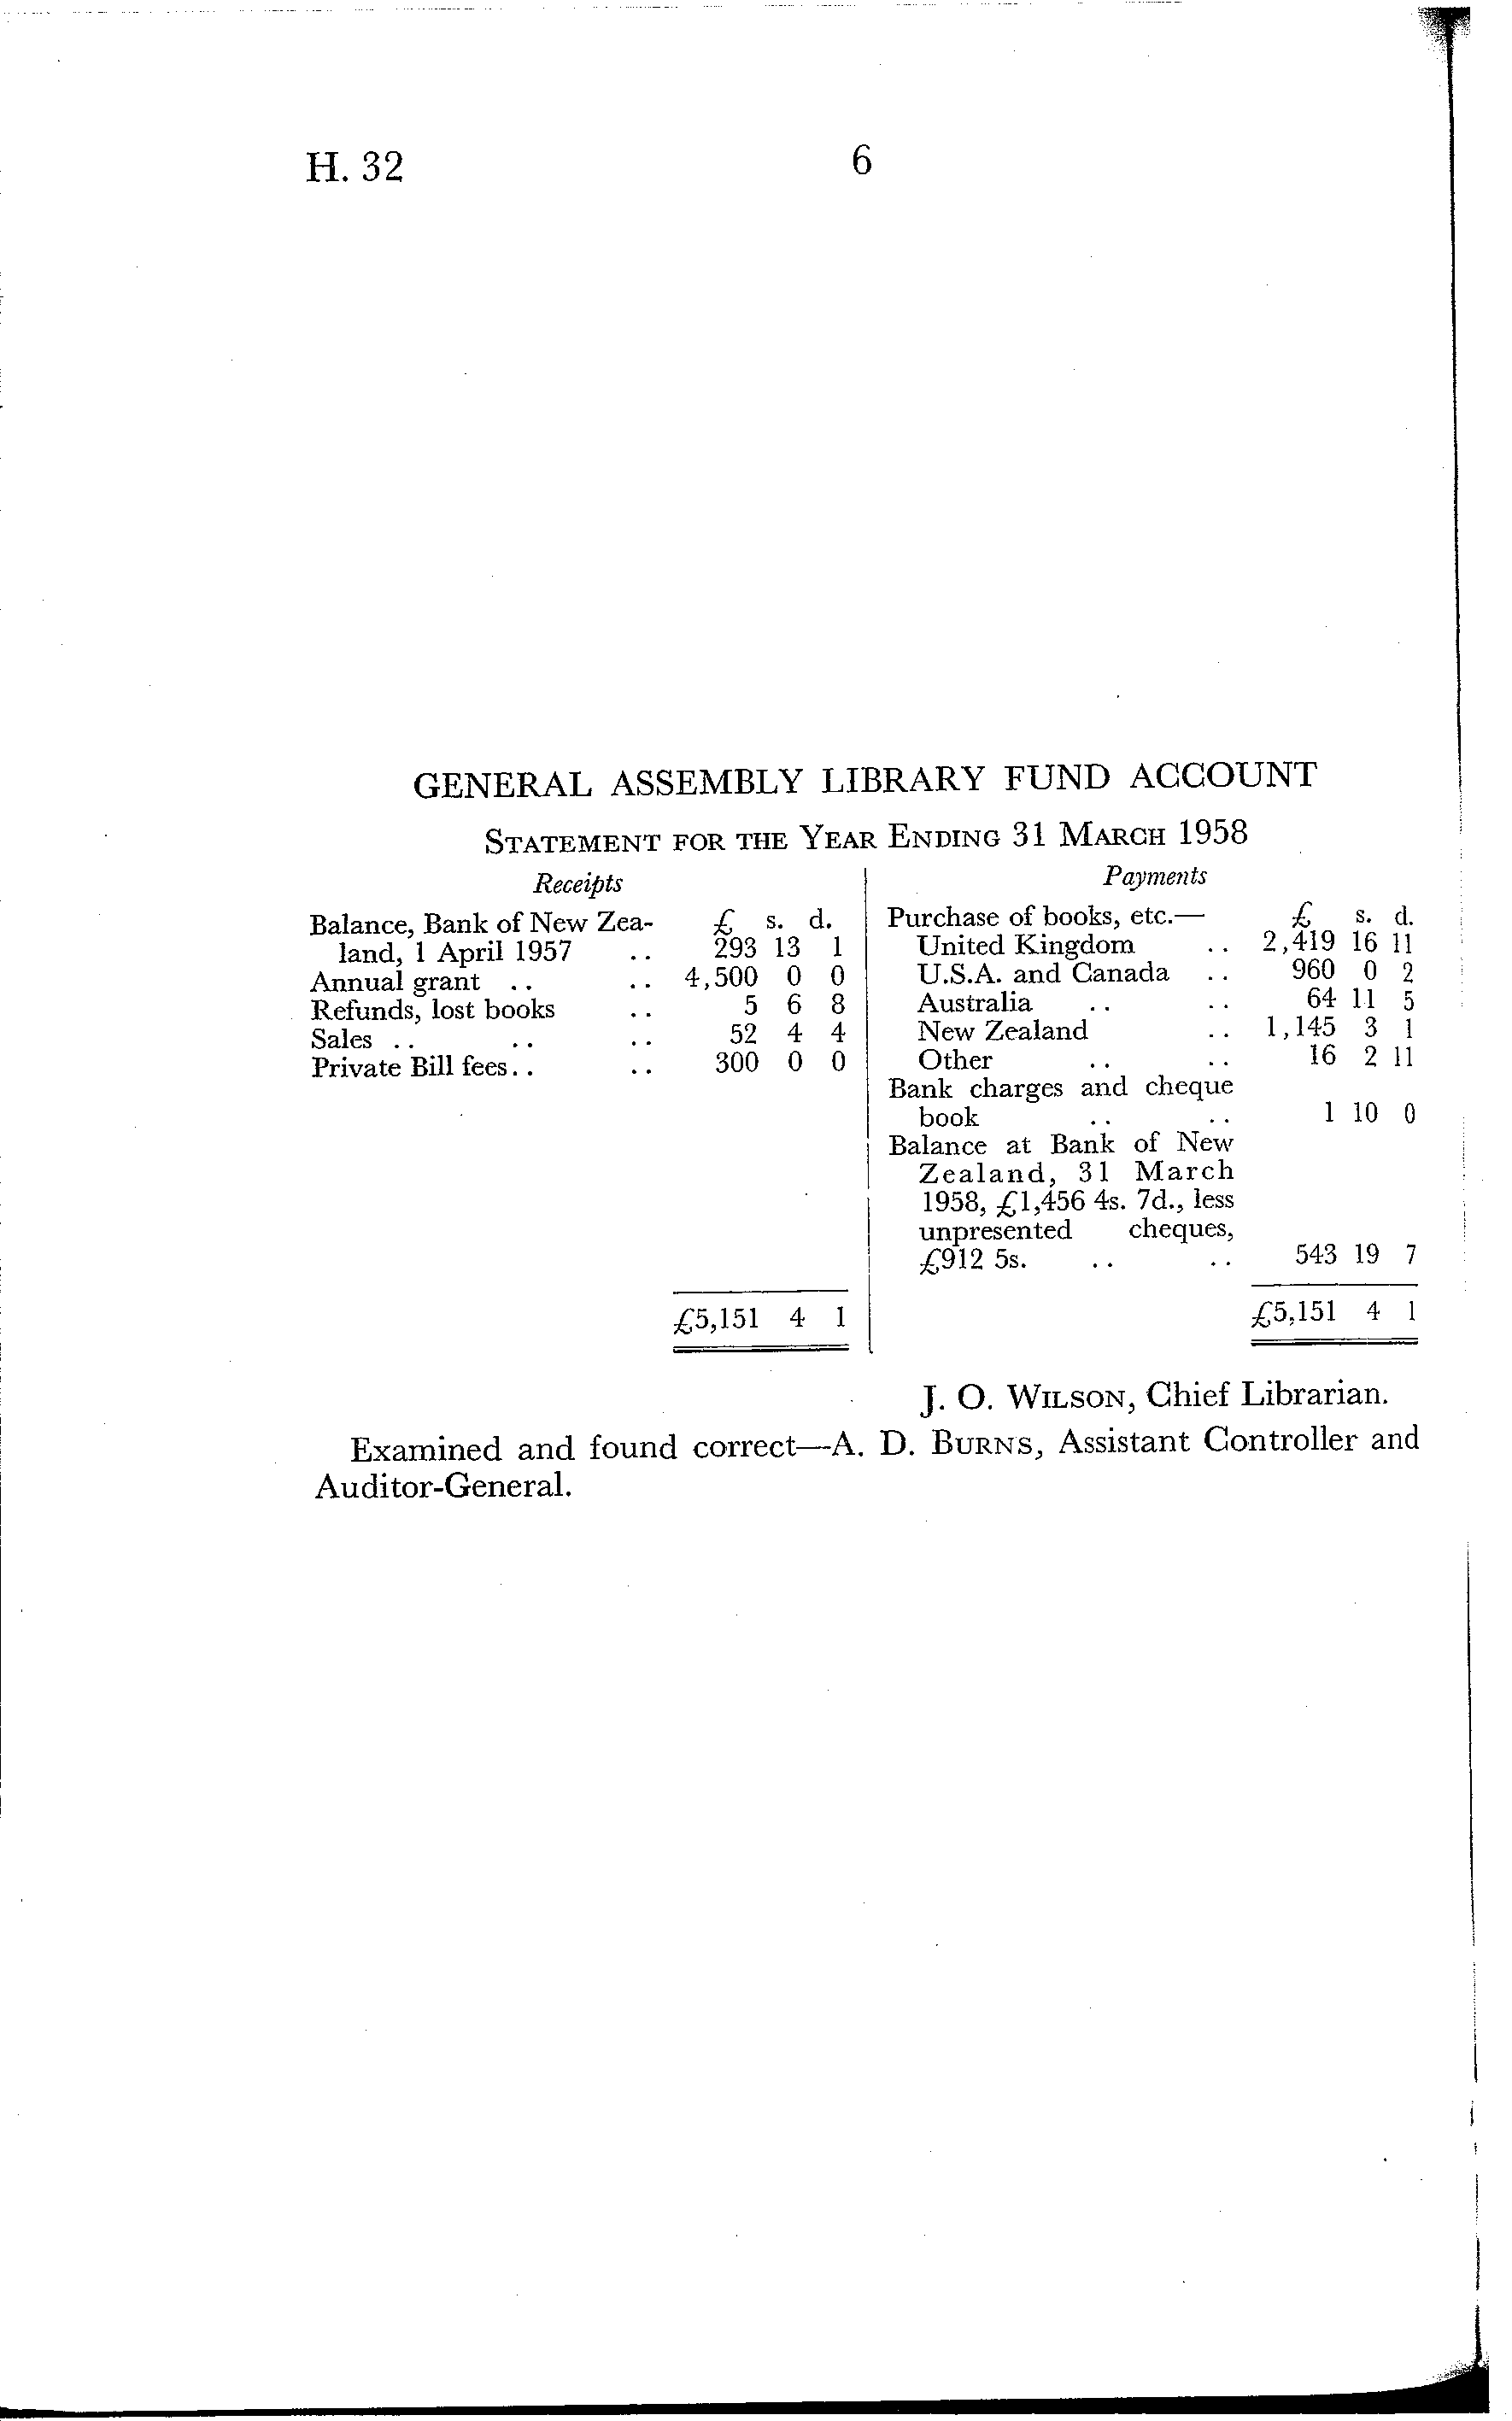 H. 32
6
GENERAL ASSEMBLY LIBRARY FUND ACCOUNT
STATEMENT FOR THE YEAR ENDING 31 MARCH 1958
Receipts
£ s. d.
Balance, Bank of New Zea-
land, 1 April 1957 .. 293 13 1
Annual grant .. .. 4,500 0 0
Refunds, lost books .. 5 6 8
Sales .. .. .. 52 4 4
Private Bill fees.. .. 300 0 0
£5,151 4 1
Payments
Purchase of books, etc.— £ s. d.
United Kingdom .. 2,419 16 11
U.S.A. and Canada .. 960 0 2
Australia .. .. 64 11 5
New Zealand .. 1,145 3 1
Other .. .. 16 2 11
Bank charges and cheque
book .. .. 1 10 0
Balance at Bank of New
Zealand, 31 March
1958, £1,456 4s. 7d., less
unpresented cheques,
£912 5s. .. .. 543 19 7
£5,151 4 1
J. O. WILSON, Chief Librarian.
Examined and found correct—A. D. BURNS, Assistant Controller and
Auditor-General.